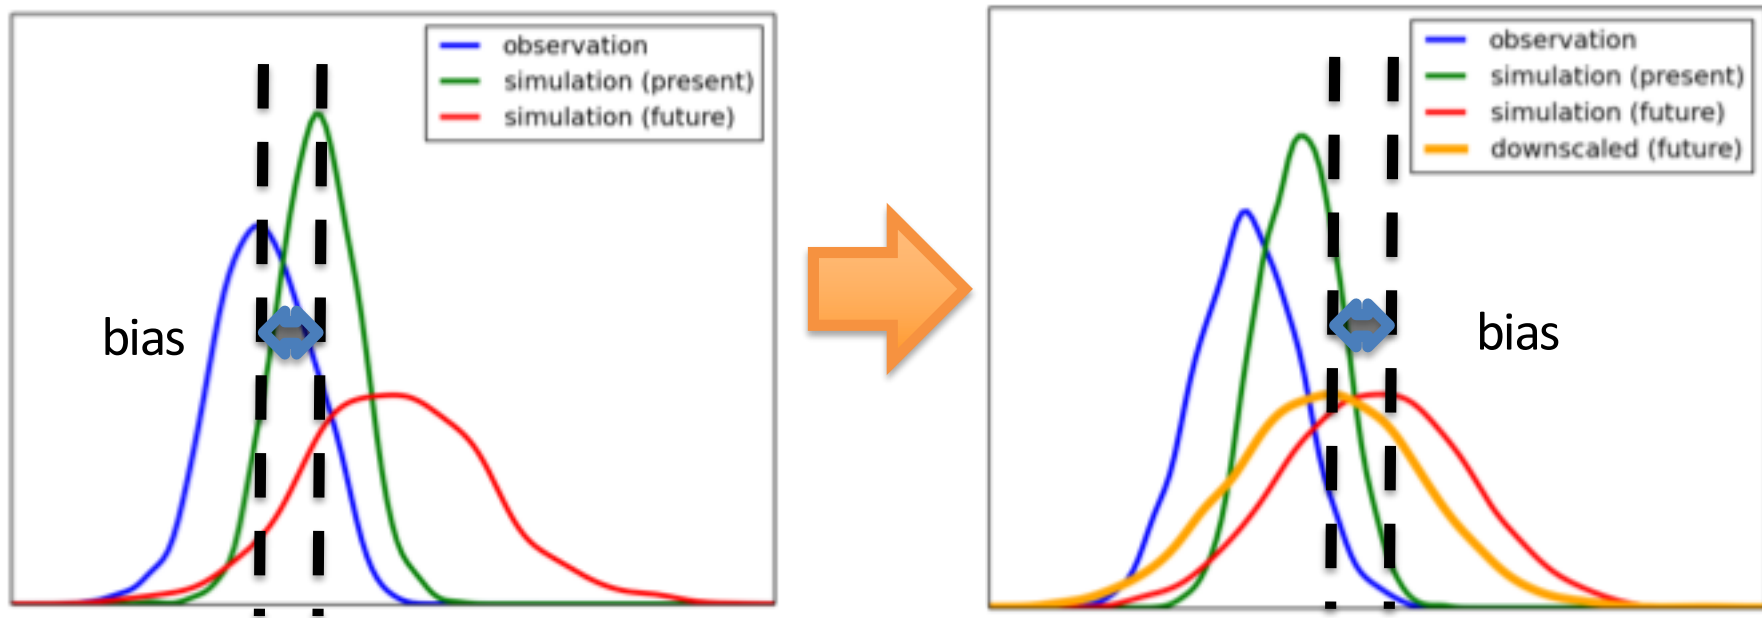 observation
simulation (present)
simulation (future)
bias
observation
simulation (present)
simulation (future)
downscaled (future)
bias